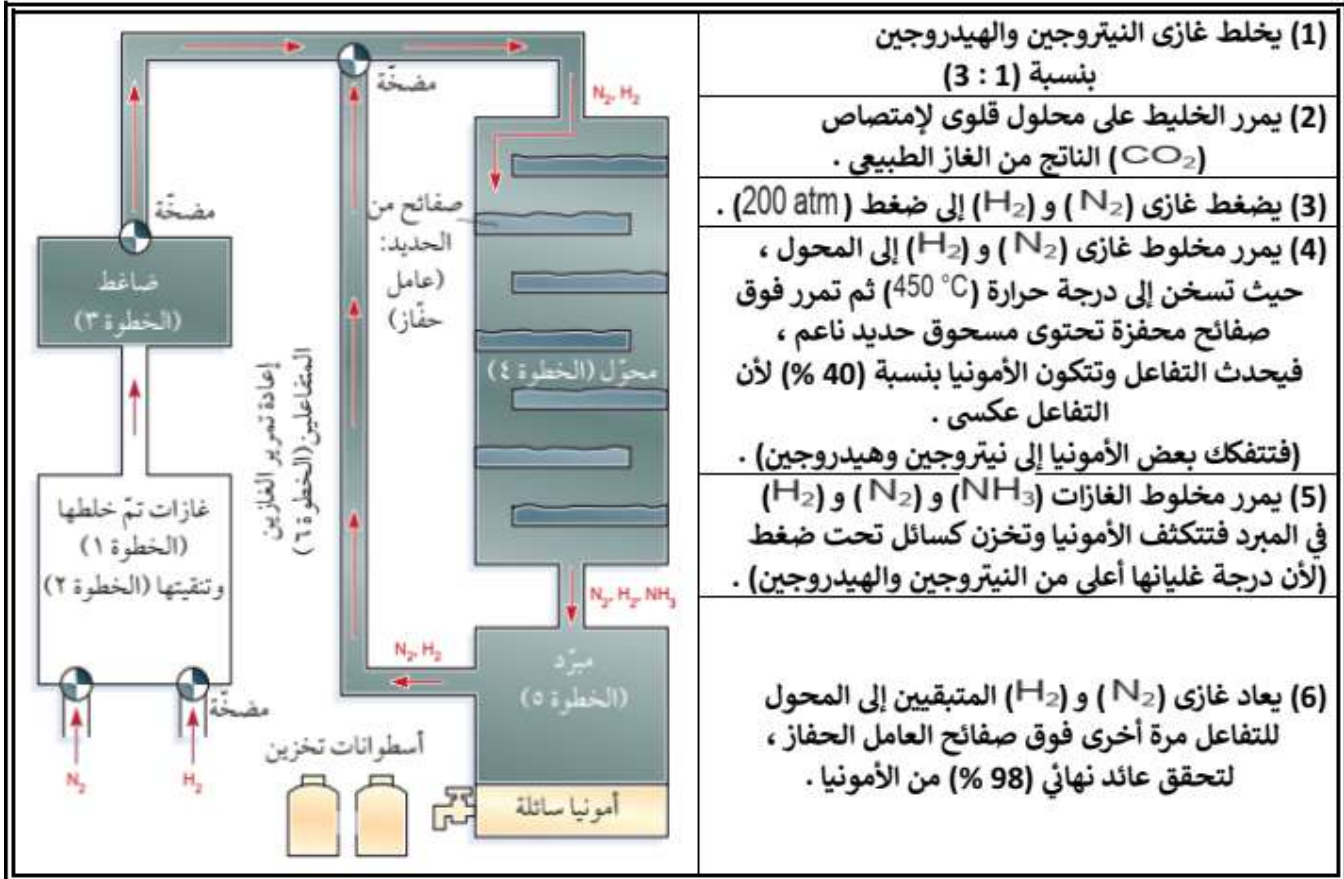 (1) يخلط غازى النيتروجين والهيدروجين
بنسبة (1 : 3)
(2) يمرر الخليط على محلول قلوى لإمتصاص
(CO₂) الناتج من الغاز الطبيعي .
(3) يضغط غازى (N₂) و (H₂) إلى ضغط (200 atm) .
(4) يمرر مخلوط غازى (N₂) و (H₂) إلى المحول ،
حيث تسخن إلى درجة حرارة (450 °C) ثم تمرر فوق
صفائح محفزة تحتوى مسحوق حديد ناعم ،
فيحدث التفاعل وتتكون الأمونيا بنسبة (40 %) لأن
التفاعل عكسى .
(فتتفكك بعض الأمونيا إلى نيتروجين وهيدروجين) .
(5) يمرر مخلوط الغازات (NH₃) و (N₂) و (H₂)
في المبرد فتتكثف الأمونيا وتخزن كسائل تحت ضغط
(لأن درجة غليانها أعلى من النيتروجين والهيدروجين) .
(6) يعاد غازى (N₂) و (H₂) المتبقيين إلى المحول
للتفاعل مرة أخرى فوق صفائح العامل الحفاز ،
لتحقق عائد نهائي (98 %) من الأمونيا .
مضخّة
N₂, H₂
صفائح من
الحديد:
(عامل
حفّاز)
مضخّة
ضاغط
(الخطوة ٣)
محوّل (الخطوة ٤)
إعادة تمرير الغازين
المتفاعلين (الخطوة ٦)
غازات تمّ خلطها
(الخطوة ١)
وتنقيتها (الخطوة ٢)
N₂, H₂, NH₃
N₂, H₂
مبرّد
(الخطوة ٥)
مضخّة
N₂
H₂
أسطوانات تخزين
أمونيا سائلة